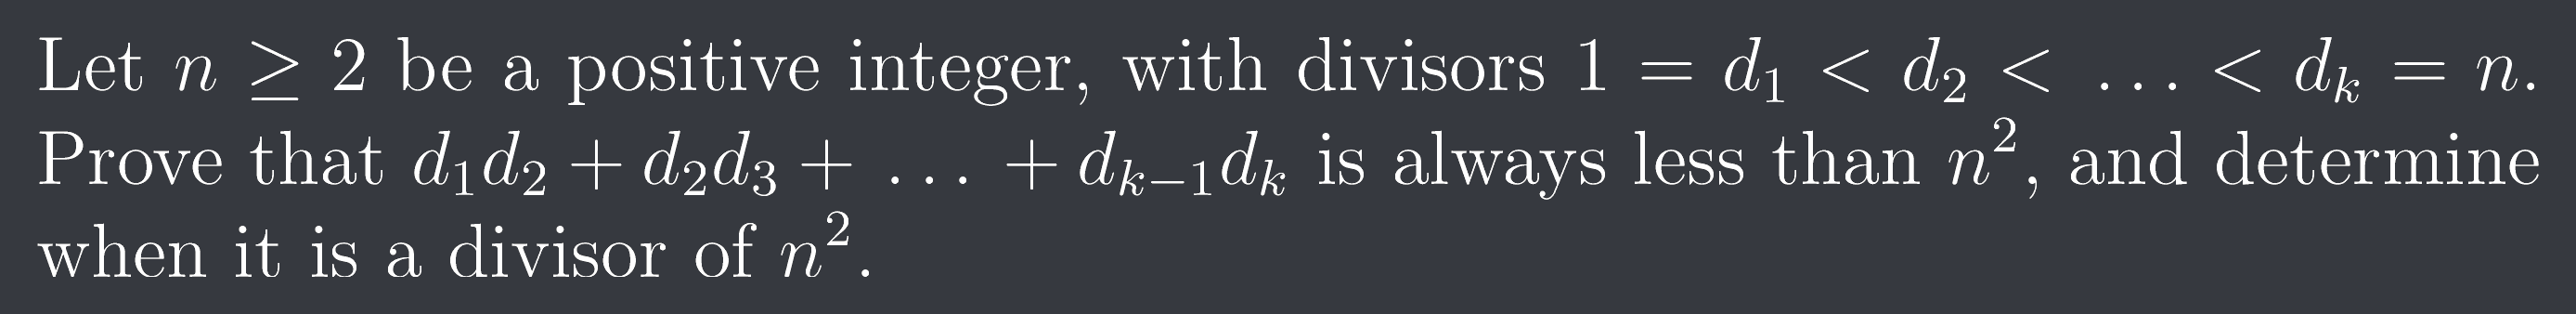 Let n ≥ 2 be a positive integer, with divisors 1 = d₁ < d₂ < … < dₖ = n.
Prove that d₁d₂ + d₂d₃ + … + dₖ₋₁dₖ is always less than n², and determine
when it is a divisor of n².